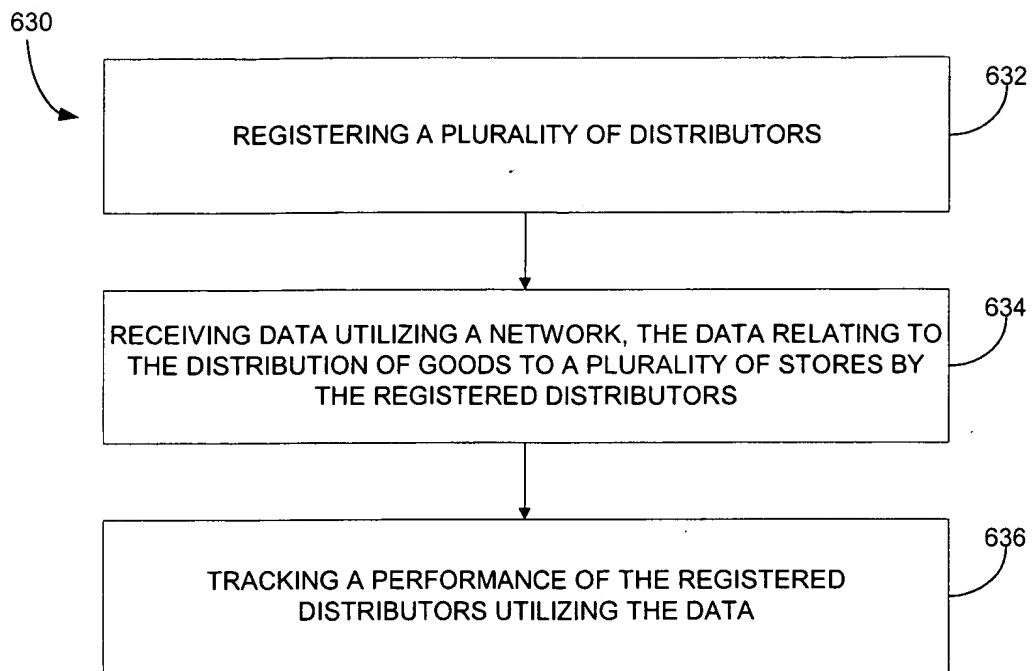 630
632
REGISTERING A PLURALITY OF DISTRIBUTORS
634
RECEIVING DATA UTILIZING A NETWORK, THE DATA RELATING TO
THE DISTRIBUTION OF GOODS TO A PLURALITY OF STORES BY
THE REGISTERED DISTRIBUTORS
636
TRACKING A PERFORMANCE OF THE REGISTERED
DISTRIBUTORS UTILIZING THE DATA